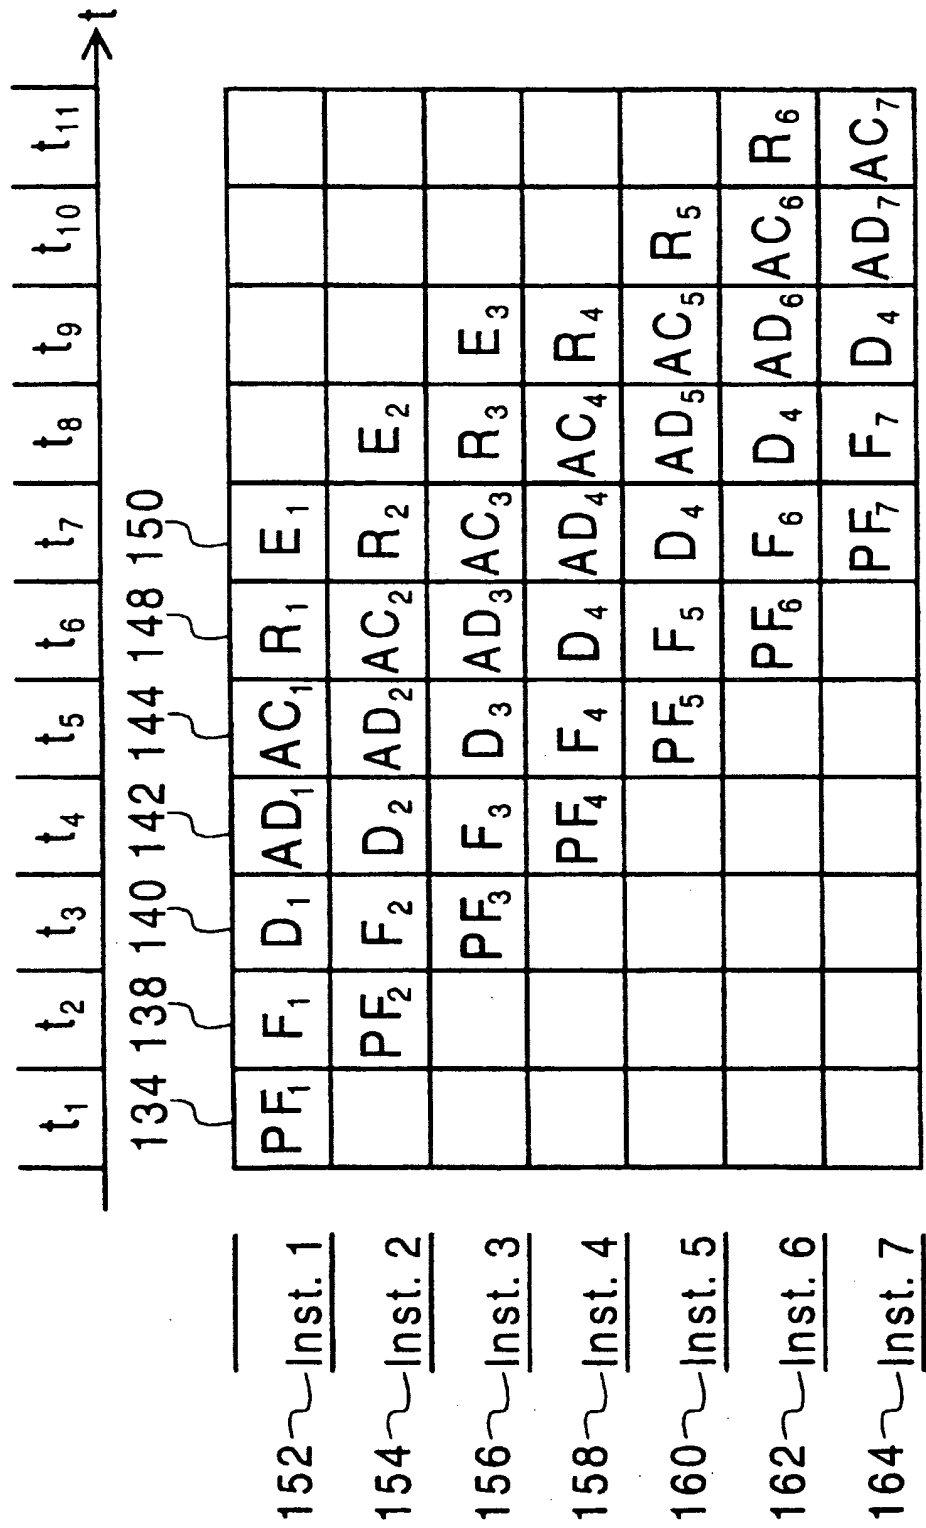 t₁ t₂ t₃ t₄ t₅ t₆ t₇ t₈ t₉ t₁₀ t₁₁ t
134 138 140 142 144 148 150
152 Inst. 1 PF₁ F₁ D₁ AD₁ AC₁ R₁ E₁
154 Inst. 2 PF₂ F₂ D₂ AD₂ AC₂ R₂ E₂
156 Inst. 3 PF₃ F₃ D₃ AD₃ AC₃ R₃ E₃
158 Inst. 4 PF₄ F₄ D₄ AD₄ AC₄ R₄
160 Inst. 5 PF₅ F₅ D₄ AD₅ AC₅ R₅
162 Inst. 6 PF₆ F₆ D₄ AD₆ AC₆ R₆
164 Inst. 7 PF₇ F₇ D₄ AD₇ AC₇